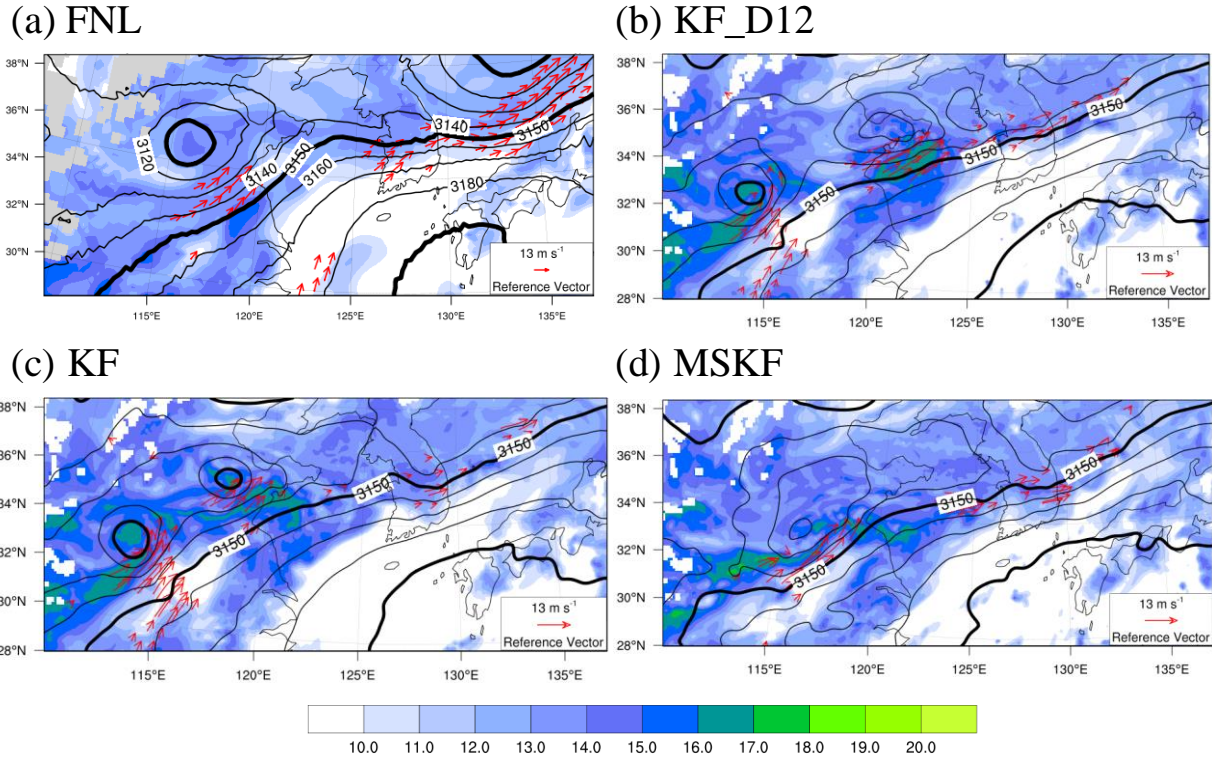 (a) FNL
38°N
36°N
34°N
32°N
30°N
115°E
120°E
125°E
130°E
135°E
3120
3140
3150
3160
3140
3150
3180
13 m s⁻¹
Reference Vector
(b) KF_D12
38°N
36°N
34°N
32°N
30°N
28°N
115°E
120°E
125°E
130°E
135°E
3150
3150
3150
13 m s⁻¹
Reference Vector
(c) KF
38°N
36°N
34°N
32°N
30°N
28°N
115°E
120°E
125°E
130°E
135°E
3150
3150
3150
13 m s⁻¹
Reference Vector
(d) MSKF
38°N
36°N
34°N
32°N
30°N
28°N
115°E
120°E
125°E
130°E
135°E
3150
3150
3150
13 m s⁻¹
Reference Vector
10.0 11.0 12.0 13.0 14.0 15.0 16.0 17.0 18.0 19.0 20.0